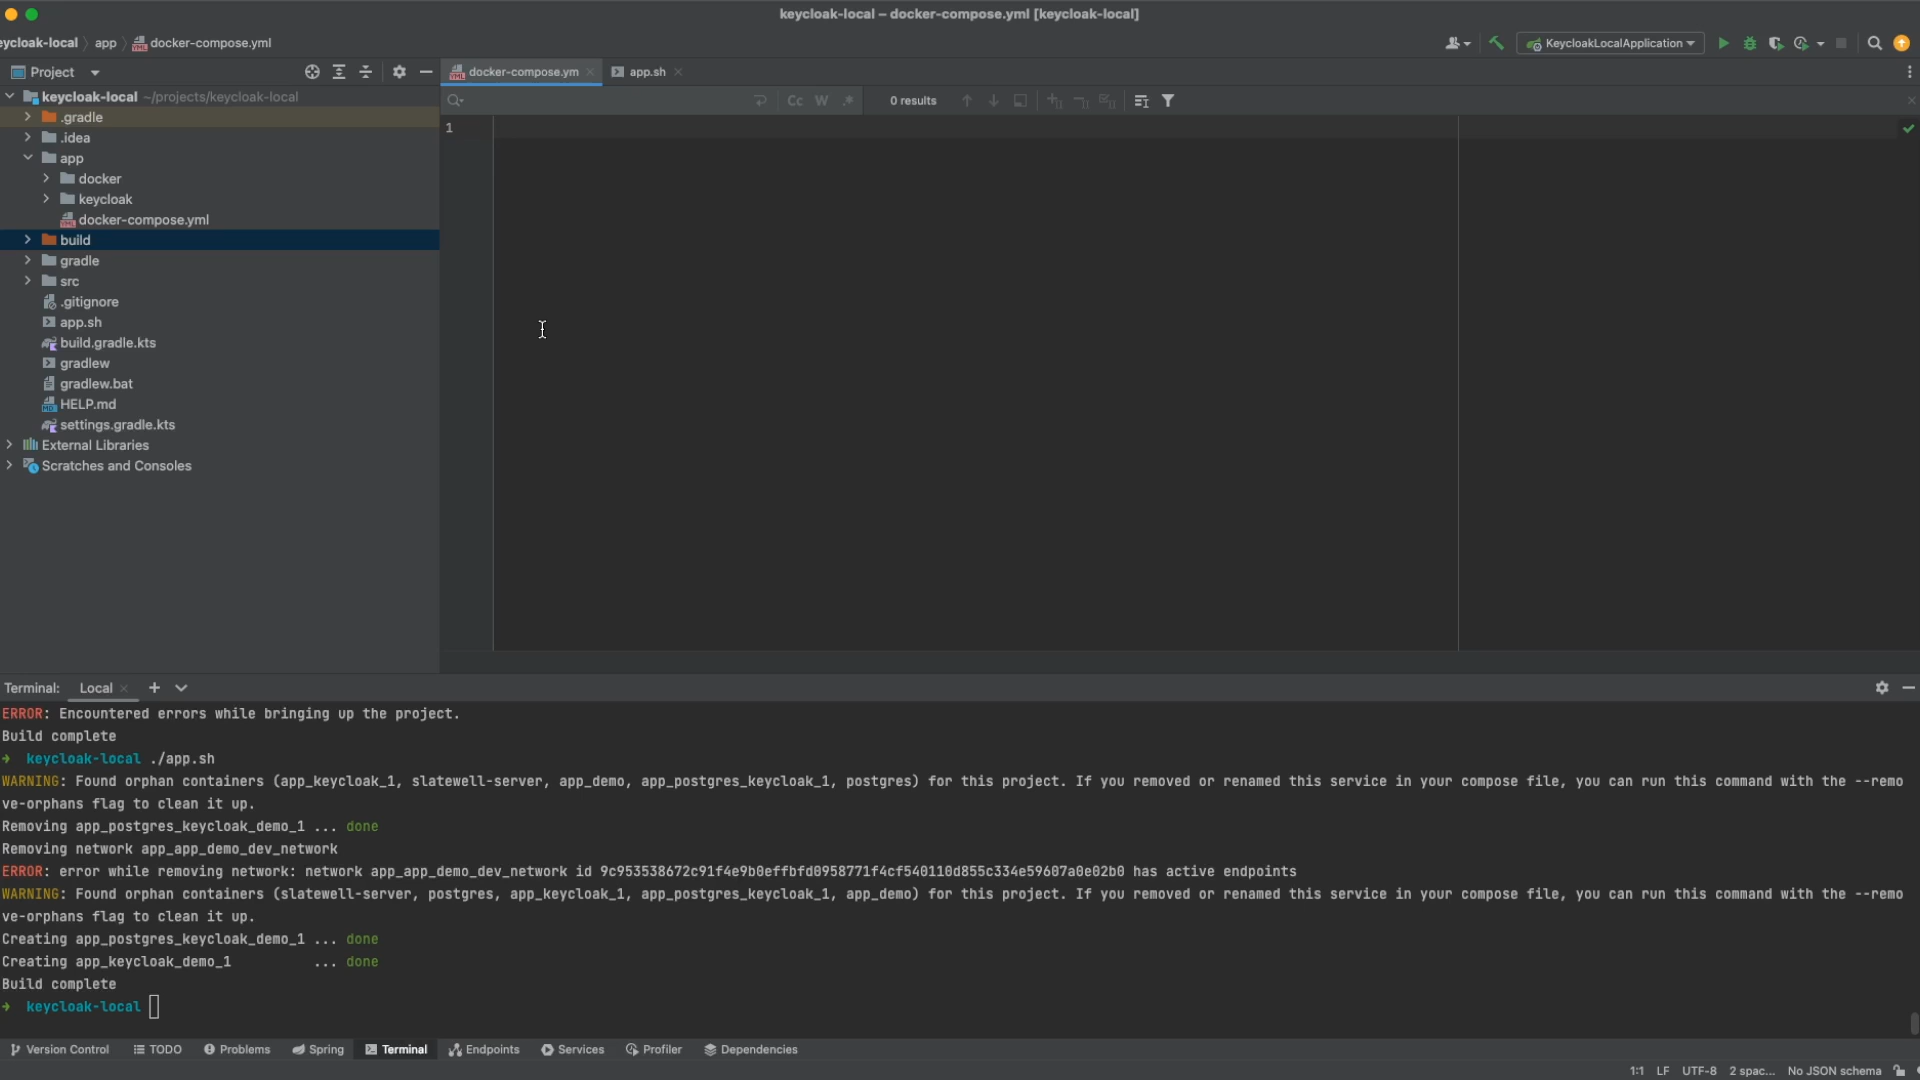 keycloak-local – docker-compose.yml [keycloak-local]
eycloak-local app docker-compose.yml
KeycloakLocalApplication
Project
docker-compose.ym
app.sh
keycloak-local ~/projects/keycloak-local
Cc W .* 0 results
.gradle
1
.idea
app
docker
keycloak
docker-compose.yml
build
gradle
src
.gitignore
app.sh
build.gradle.kts
gradlew
gradlew.bat
HELP.md
settings.gradle.kts
External Libraries
Scratches and Consoles
Terminal: Local
ERROR: Encountered errors while bringing up the project.
Build complete
→ keycloak-local ./app.sh
WARNING: Found orphan containers (app_keycloak_1, slatewell-server, app_demo, app_postgres_keycloak_1, postgres) for this project. If you removed or renamed this service in your compose file, you can run this command with the --remo
ve-orphans flag to clean it up.
Removing app_postgres_keycloak_demo_1 ... done
Removing network app_app_demo_dev_network
ERROR: error while removing network: network app_app_demo_dev_network id 9c953538672c91f4e9b0effbfd0958771f4cf540110d855c334e59607a0e02b0 has active endpoints
WARNING: Found orphan containers (slatewell-server, postgres, app_keycloak_1, app_postgres_keycloak_1, app_demo) for this project. If you removed or renamed this service in your compose file, you can run this command with the --remo
ve-orphans flag to clean it up.
Creating app_postgres_keycloak_demo_1 ... done
Creating app_keycloak_demo_1 ... done
Build complete
→ keycloak-local
Version Control TODO Problems Spring Terminal Endpoints Services Profiler Dependencies
1:1 LF UTF-8 2 spac... No JSON schema